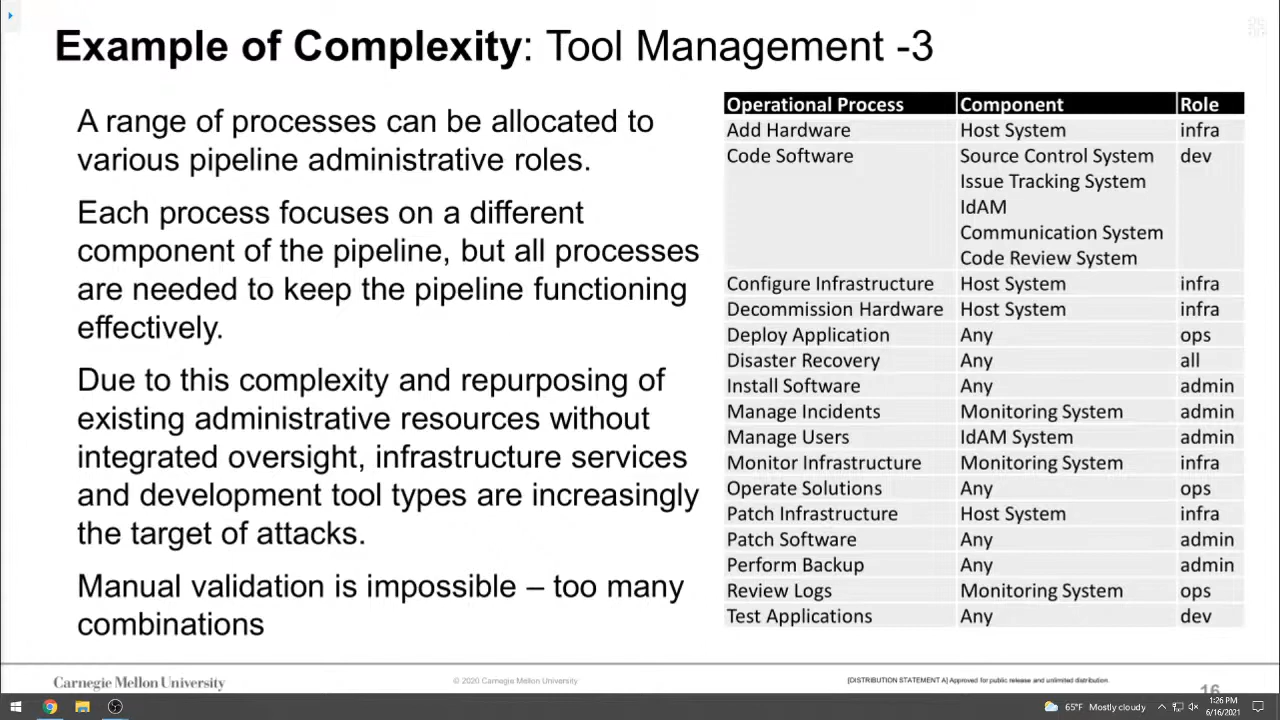 Example of Complexity: Tool Management -3
A range of processes can be allocated to
various pipeline administrative roles.
Each process focuses on a different
component of the pipeline, but all processes
are needed to keep the pipeline functioning
effectively.
Due to this complexity and repurposing of
existing administrative resources without
integrated oversight, infrastructure services
and development tool types are increasingly
the target of attacks.
Manual validation is impossible – too many
combinations
Operational Process Component Role
Add Hardware Host System infra
Code Software Source Control System dev
Issue Tracking System
IdAM
Communication System
Code Review System
Configure Infrastructure Host System infra
Decommission Hardware Host System infra
Deploy Application Any ops
Disaster Recovery Any all
Install Software Any admin
Manage Incidents Monitoring System admin
Manage Users IdAM System admin
Monitor Infrastructure Monitoring System infra
Operate Solutions Any ops
Patch Infrastructure Host System infra
Patch Software Any admin
Perform Backup Any admin
Review Logs Monitoring System ops
Test Applications Any dev
Carnegie Mellon University
© 2020 Carnegie Mellon University
[DISTRIBUTION STATEMENT A] Approved for public release and unlimited distribution.
16
65°F Mostly cloudy
1:26 PM
6/16/2021